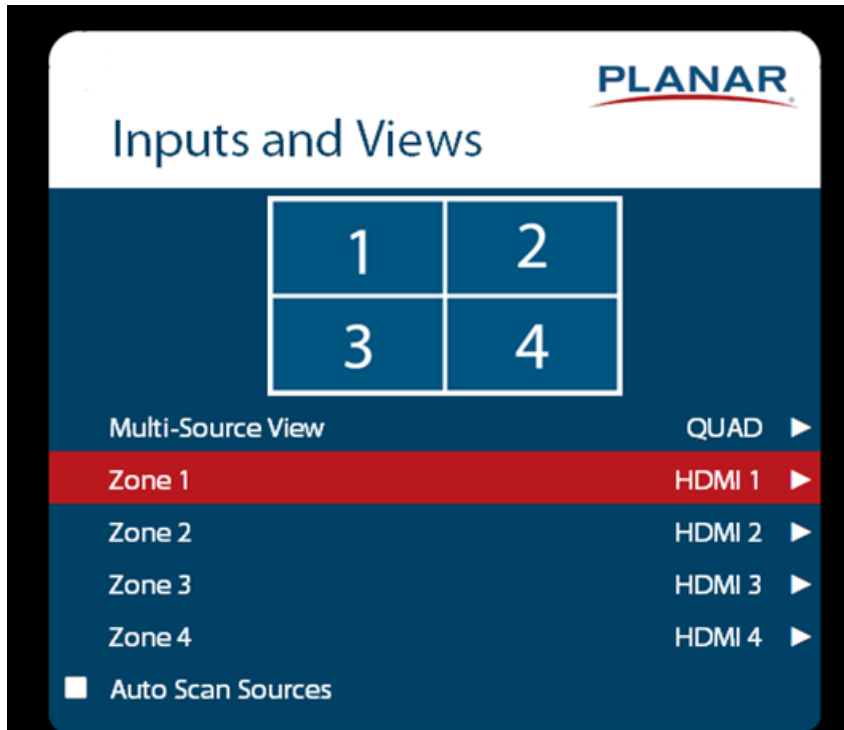 PLANAR
Inputs and Views
1 2
3 4
Multi-Source View QUAD
Zone 1 HDMI 1
Zone 2 HDMI 2
Zone 3 HDMI 3
Zone 4 HDMI 4
Auto Scan Sources